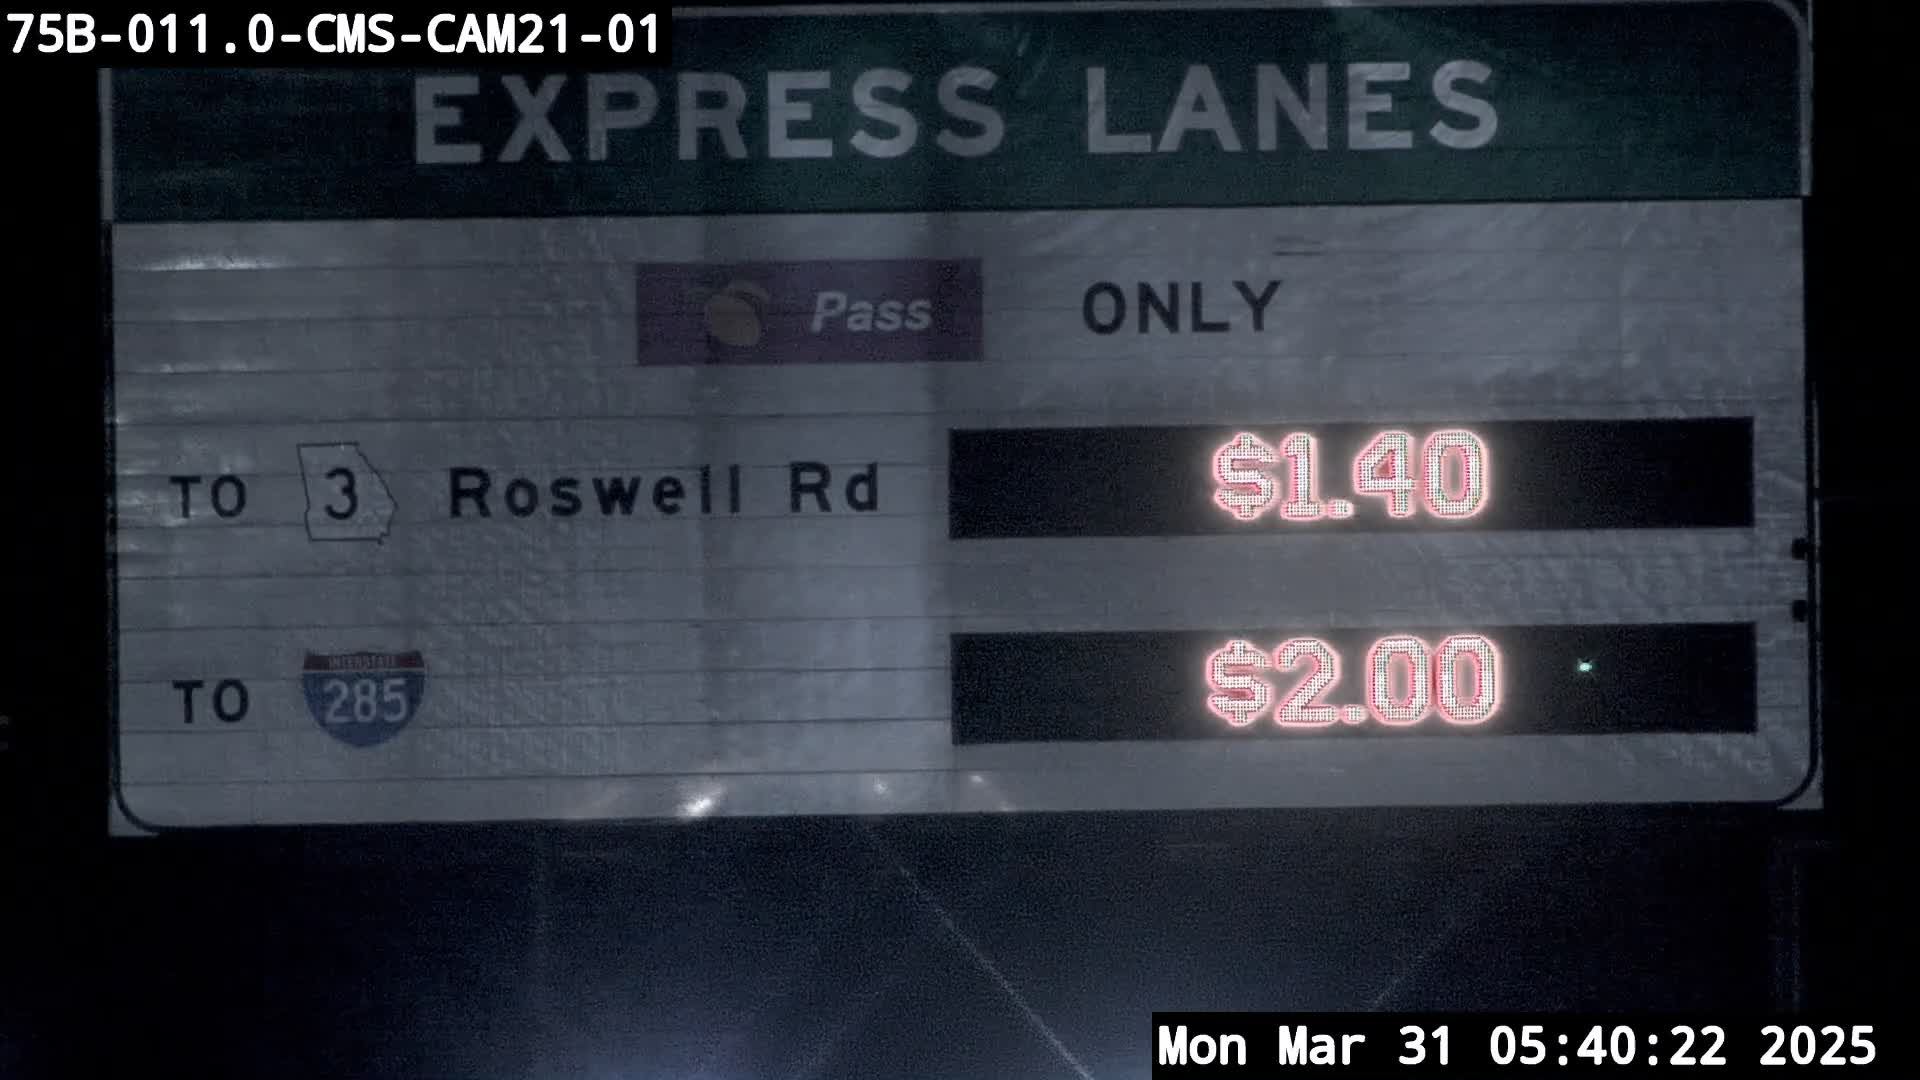 75B-011.0-CMS-CAM21-01
EXPRESS LANES
Pass ONLY
TO 3 Roswell Rd $1.40
TO INTERSTATE 285 $2.00
Mon Mar 31 05:40:22 2025